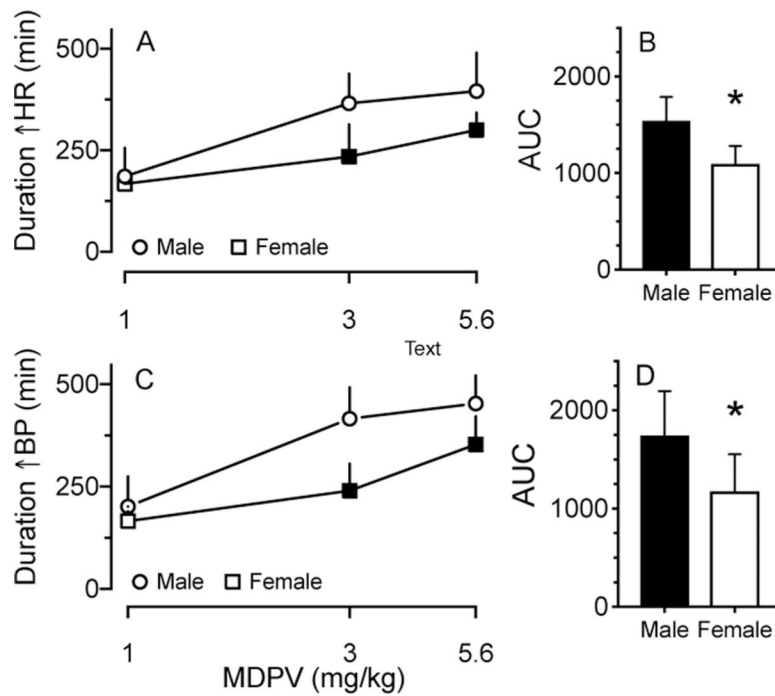 A
Duration ↑HR (min)
500
250
0
Male Female
1 3 5.6
B
*
AUC
2000
1000
0
Male Female
Text
C
Duration ↑BP (min)
500
250
0
Male Female
1 3 5.6
MDPV (mg/kg)
D
*
AUC
2000
1000
0
Male Female